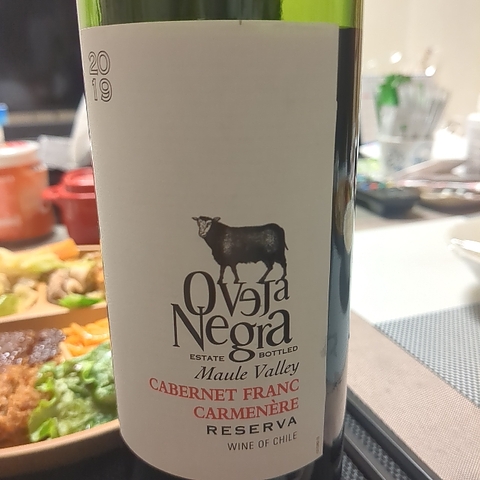 20
19
Oveja
Negra
ESTATE BOTTLED
Maule Valley
CABERNET FRANC
CARMENÈRE
RESERVA
WINE OF CHILE